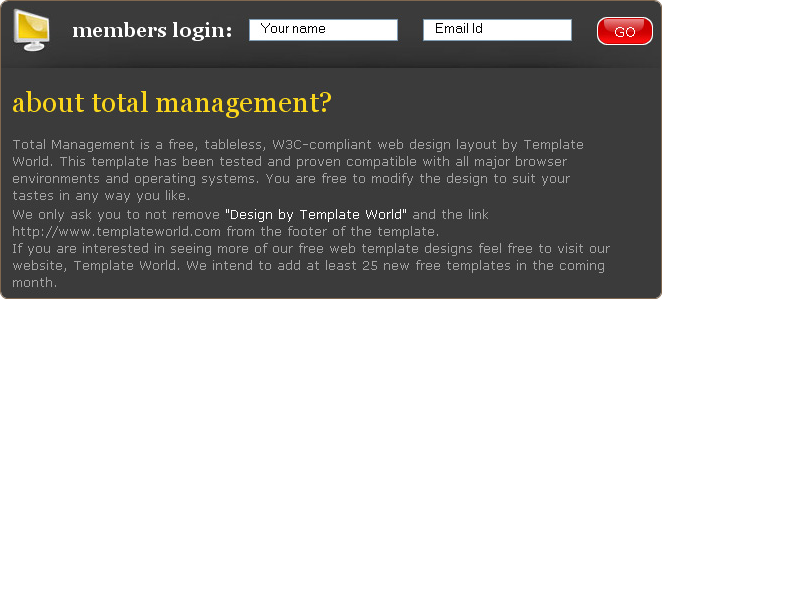 members login: Your name Email Id GO
about total management?
Total Management is a free, tableless, W3C-compliant web design layout by Template
World. This template has been tested and proven compatible with all major browser
environments and operating systems. You are free to modify the design to suit your
tastes in any way you like.
We only ask you to not remove "Design by Template World" and the link
http://www.templateworld.com from the footer of the template.
If you are interested in seeing more of our free web template designs feel free to visit our
website, Template World. We intend to add at least 25 new free templates in the coming
month.